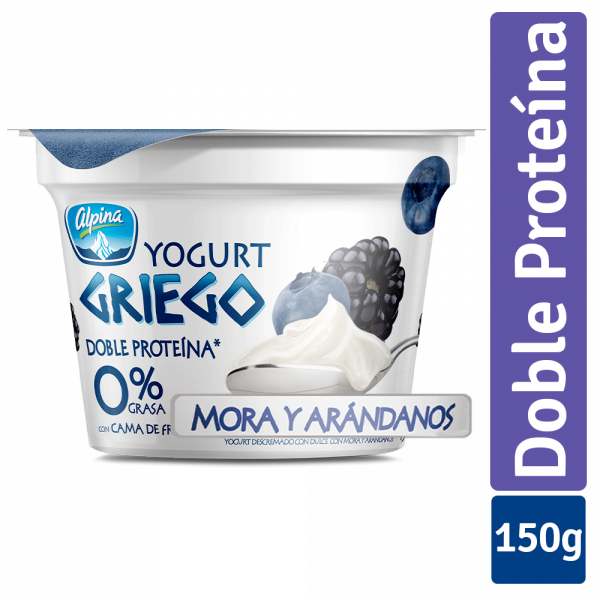 alpina
YOGURT
GRIEGO
DOBLE PROTEÍNA*
0%
GRASA
CON CAMA DE FR
MORA Y ARÁNDANOS
YOGURT DESCREMADO CON DULCE CON MORA Y ARÁNDANOS
Doble Proteína
150g